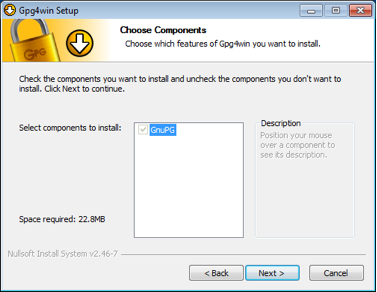 Gpg4win Setup
Choose Components
Choose which features of Gpg4win you want to install.
GPG
Check the components you want to install and uncheck the components you don't want to
install. Click Next to continue.
Select components to install:
GnuPG
Description
Position your mouse
over a component to
see its description.
Space required: 22.8MB
Nullsoft Install System v2.46-7
< Back
Next >
Cancel